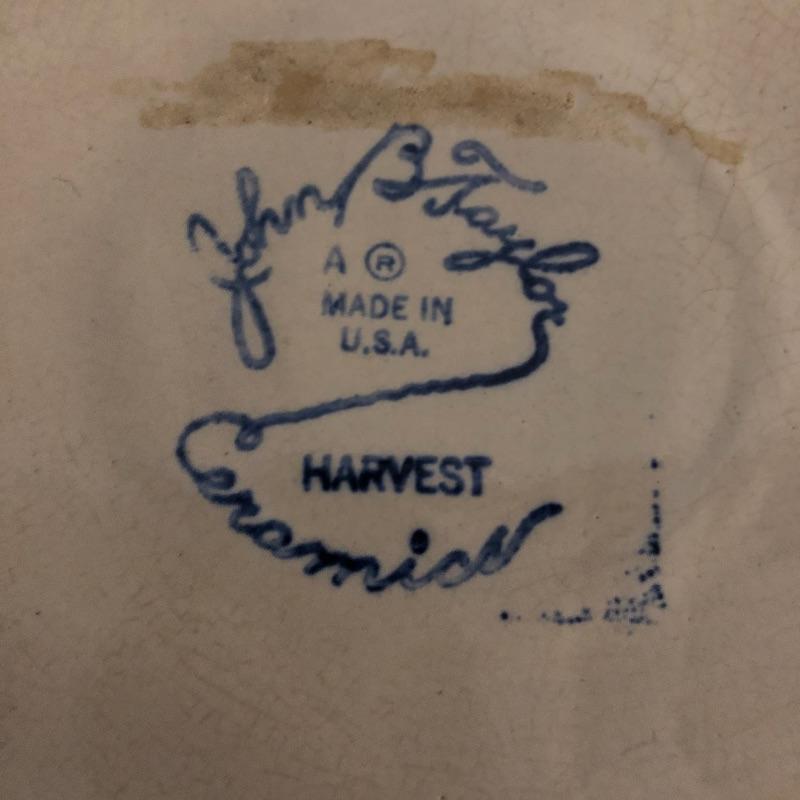 John B Taylor
A ®
MADE IN
U.S.A.
HARVEST
Ceramics